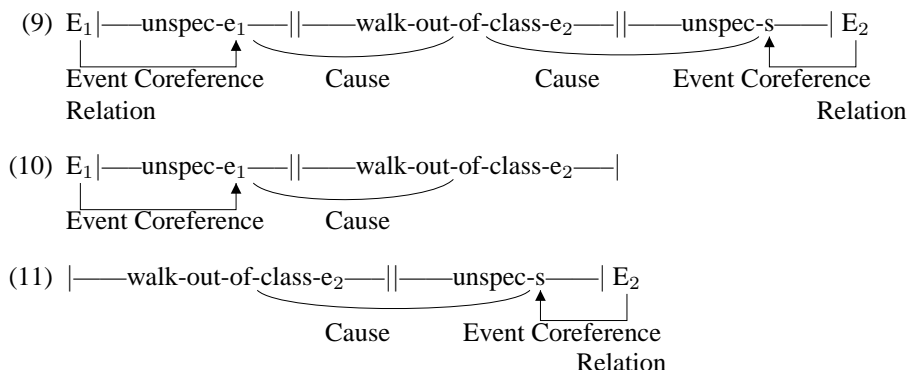 (9) E₁|——unspec-e₁——||——walk-out-of-class-e₂——||——unspec-s——| E₂
Event Coreference Cause Cause Event Coreference
Relation Relation
(10) E₁|——unspec-e₁——||——walk-out-of-class-e₂——|
Event Coreference Cause
(11) |——walk-out-of-class-e₂——||——unspec-s——| E₂
Cause Event Coreference
Relation